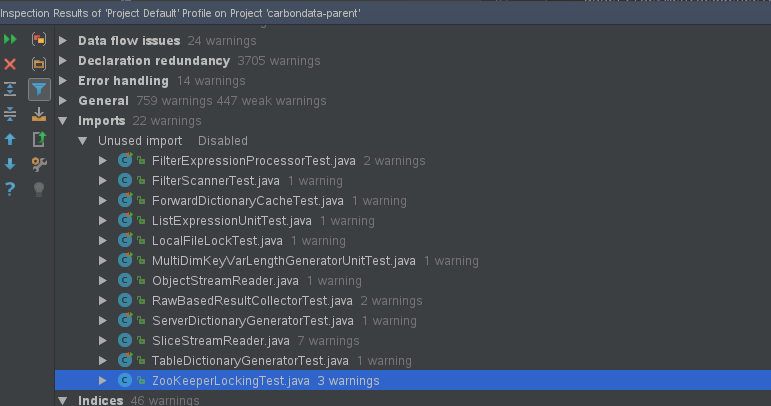 Inspection Results of 'Project Default' Profile on Project 'carbondata-parent'
Data flow issues 24 warnings
Declaration redundancy 3705 warnings
Error handling 14 warnings
General 759 warnings 447 weak warnings
Imports 22 warnings
Unused import Disabled
FilterExpressionProcessorTest.java 2 warnings
FilterScannerTest.java 1 warning
ForwardDictionaryCacheTest.java 1 warning
ListExpressionUnitTest.java 1 warning
LocalFileLockTest.java 1 warning
MultiDimKeyVarLengthGeneratorUnitTest.java 1 warning
ObjectStreamReader.java 1 warning
RawBasedResultCollectorTest.java 2 warnings
ServerDictionaryGeneratorTest.java 1 warning
SliceStreamReader.java 7 warnings
TableDictionaryGeneratorTest.java 1 warning
ZooKeeperLockingTest.java 3 warnings
Indices 46 warnings